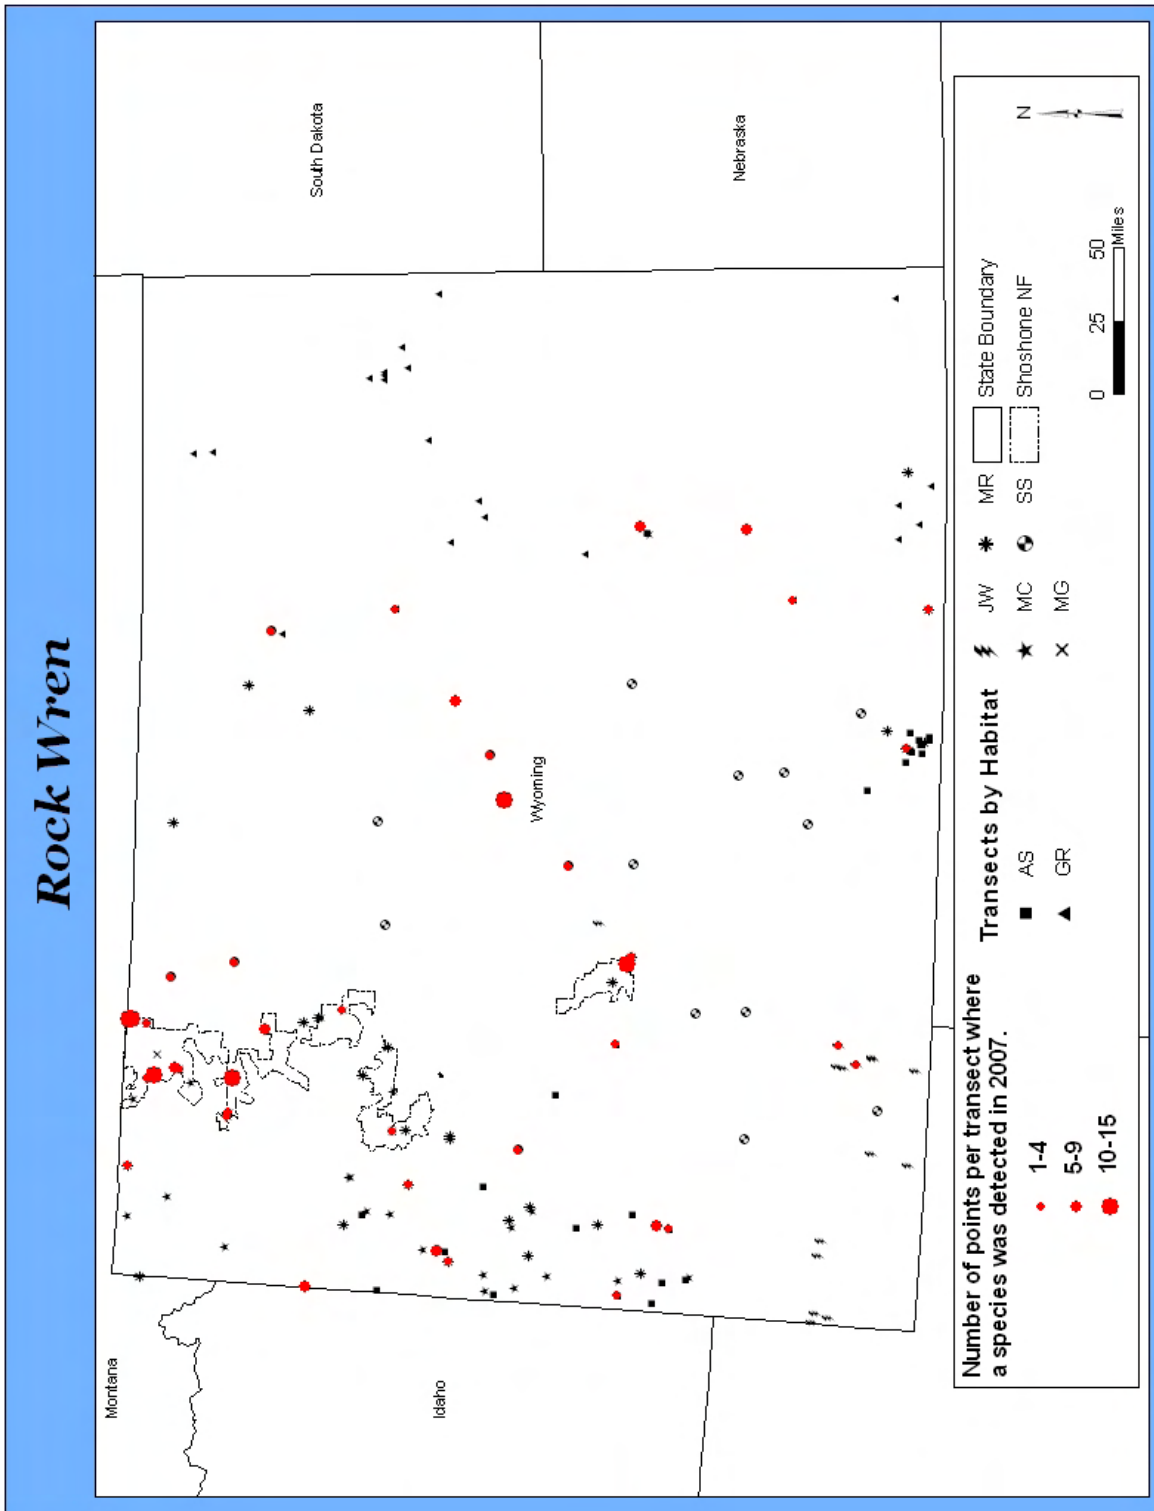 Rock Wren
Montana
Idaho
Wyoming
South Dakota
Nebraska
Number of points per transect where
a species was detected in 2007.
1-4
5-9
10-15
Transects by Habitat
AS
GR
JW
MC
MG
MR
SS
State Boundary
Shoshone NF
N
0 25 50
Miles